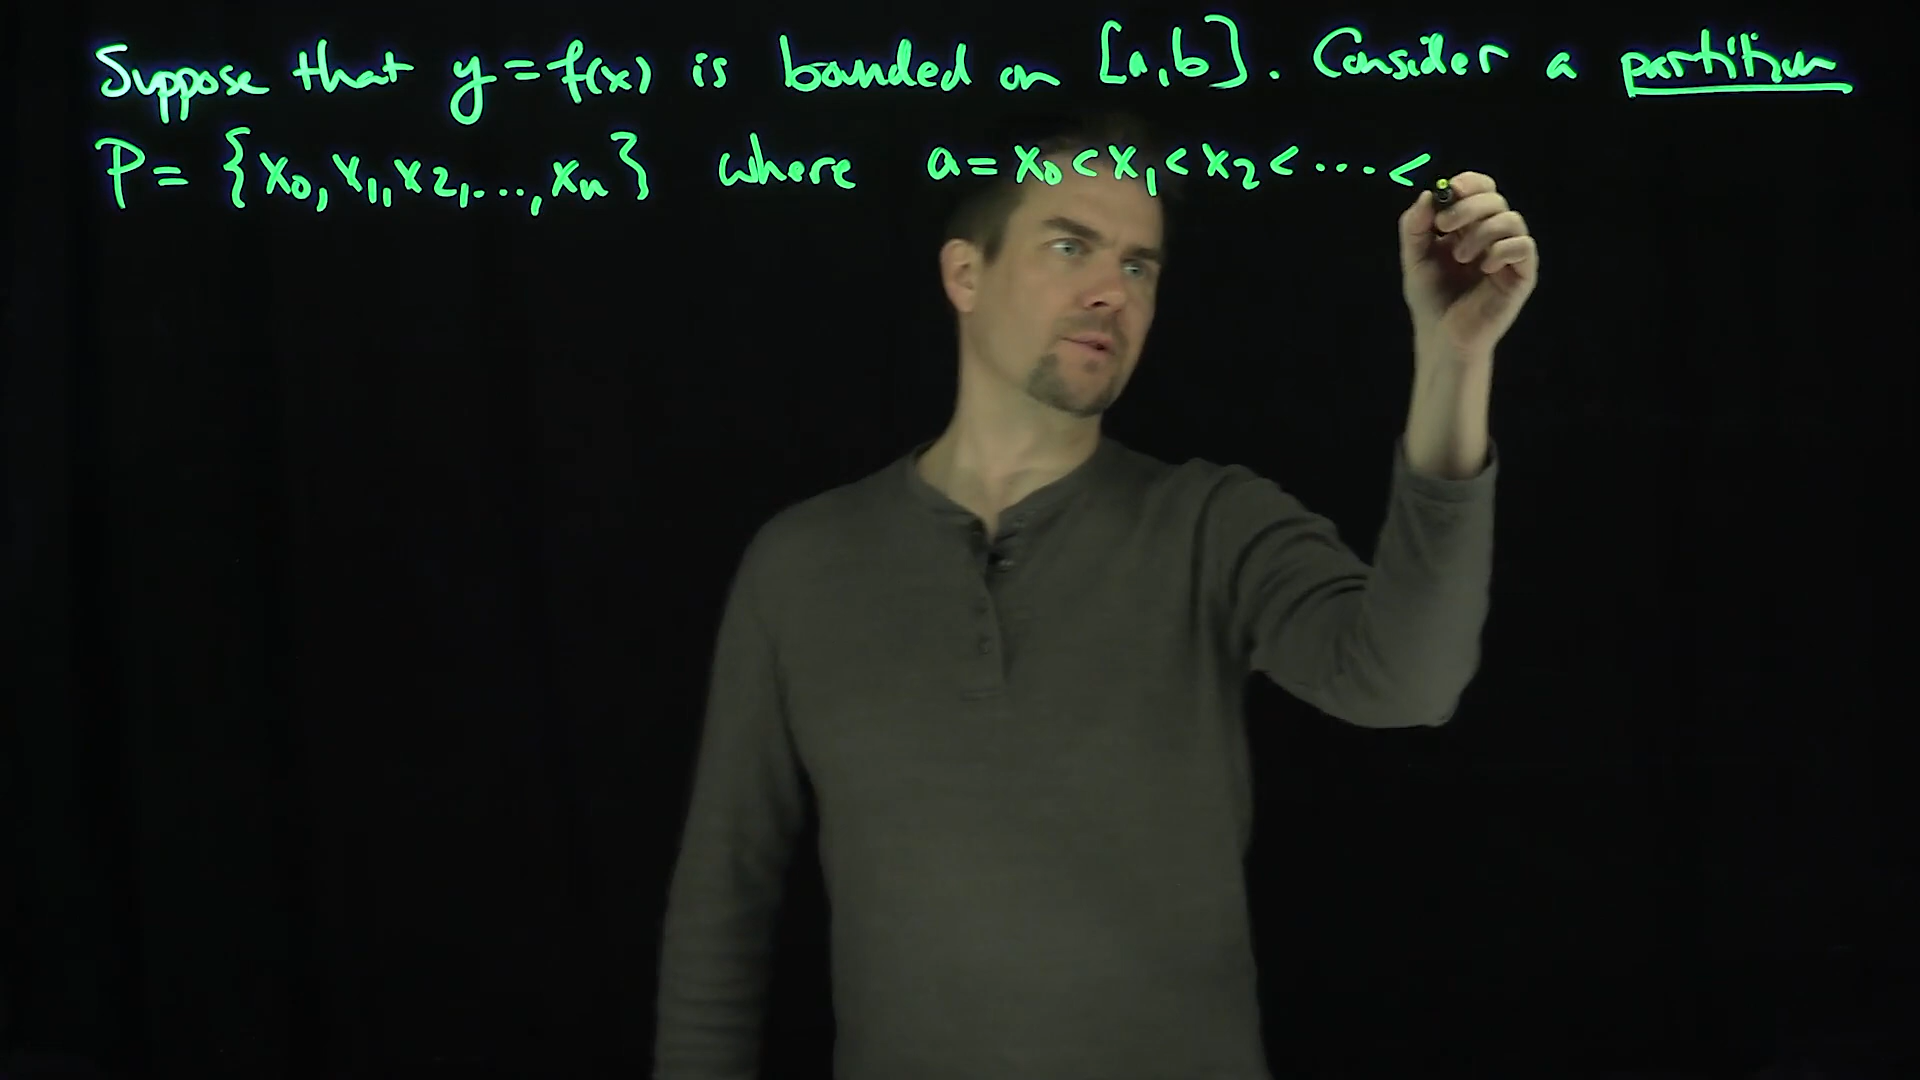 Suppose that y = f(x) is bounded on [a,b]. Consider a partition
P = {x₀, x₁, x₂, ..., xₙ} where a = x₀ < x₁ < x₂ < ... <